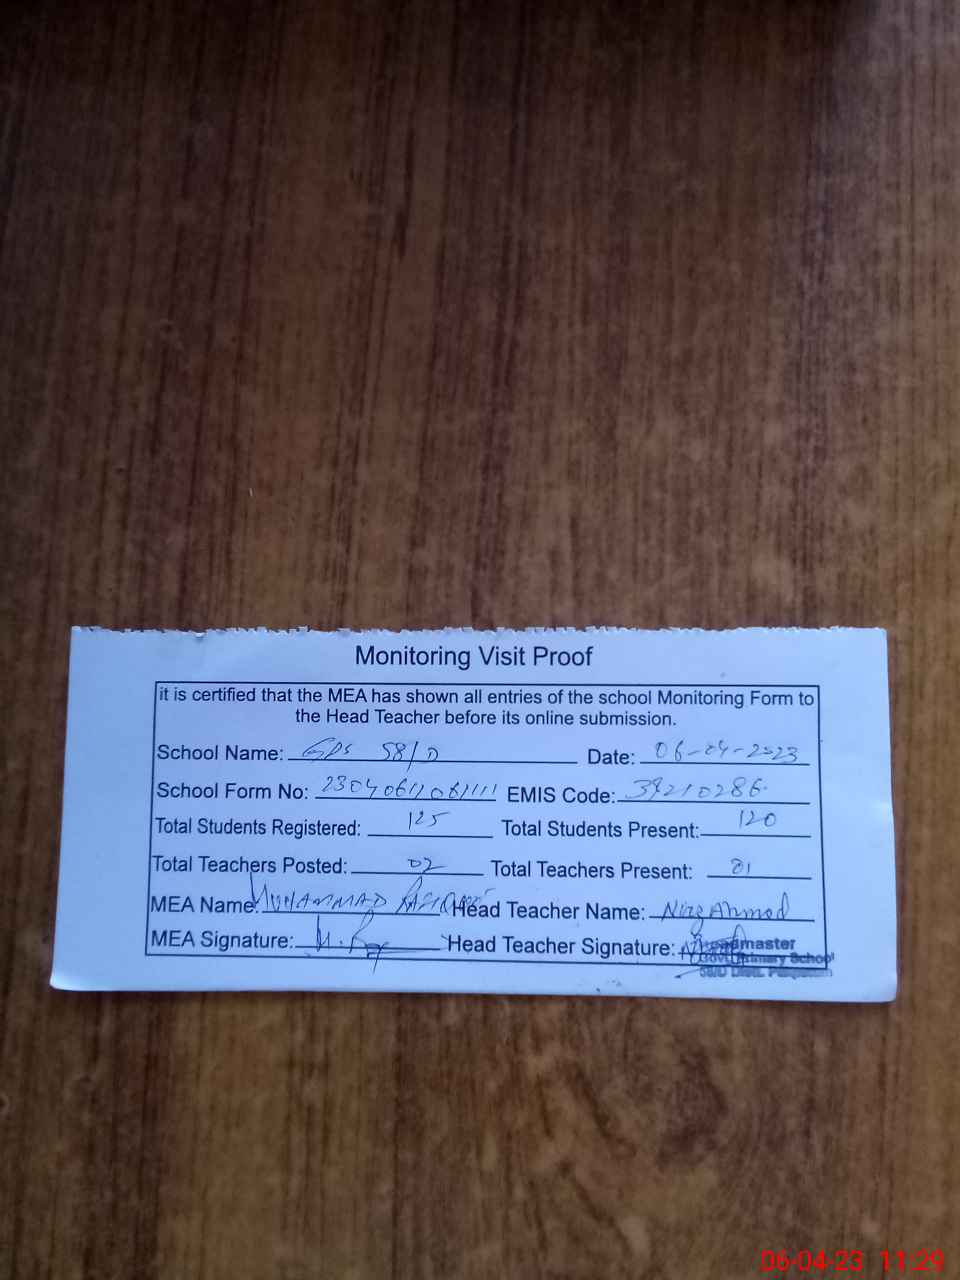 Monitoring Visit Proof
it is certified that the MEA has shown all entries of the school Monitoring Form to
the Head Teacher before its online submission.
School Name: GPS 58/D Date: 06-04-2023
School Form No: EMIS Code: 39210286
Total Students Registered: 125 Total Students Present: 120
Total Teachers Posted: 02 Total Teachers Present: 01
MEA Name: MUHAMMAD Head Teacher Name: Niaz Ahmad
MEA Signature: Head Teacher Signature:
Headmaster
Govt. Primary School
58/D Distt. Pakpattan
06-04-23 11:29